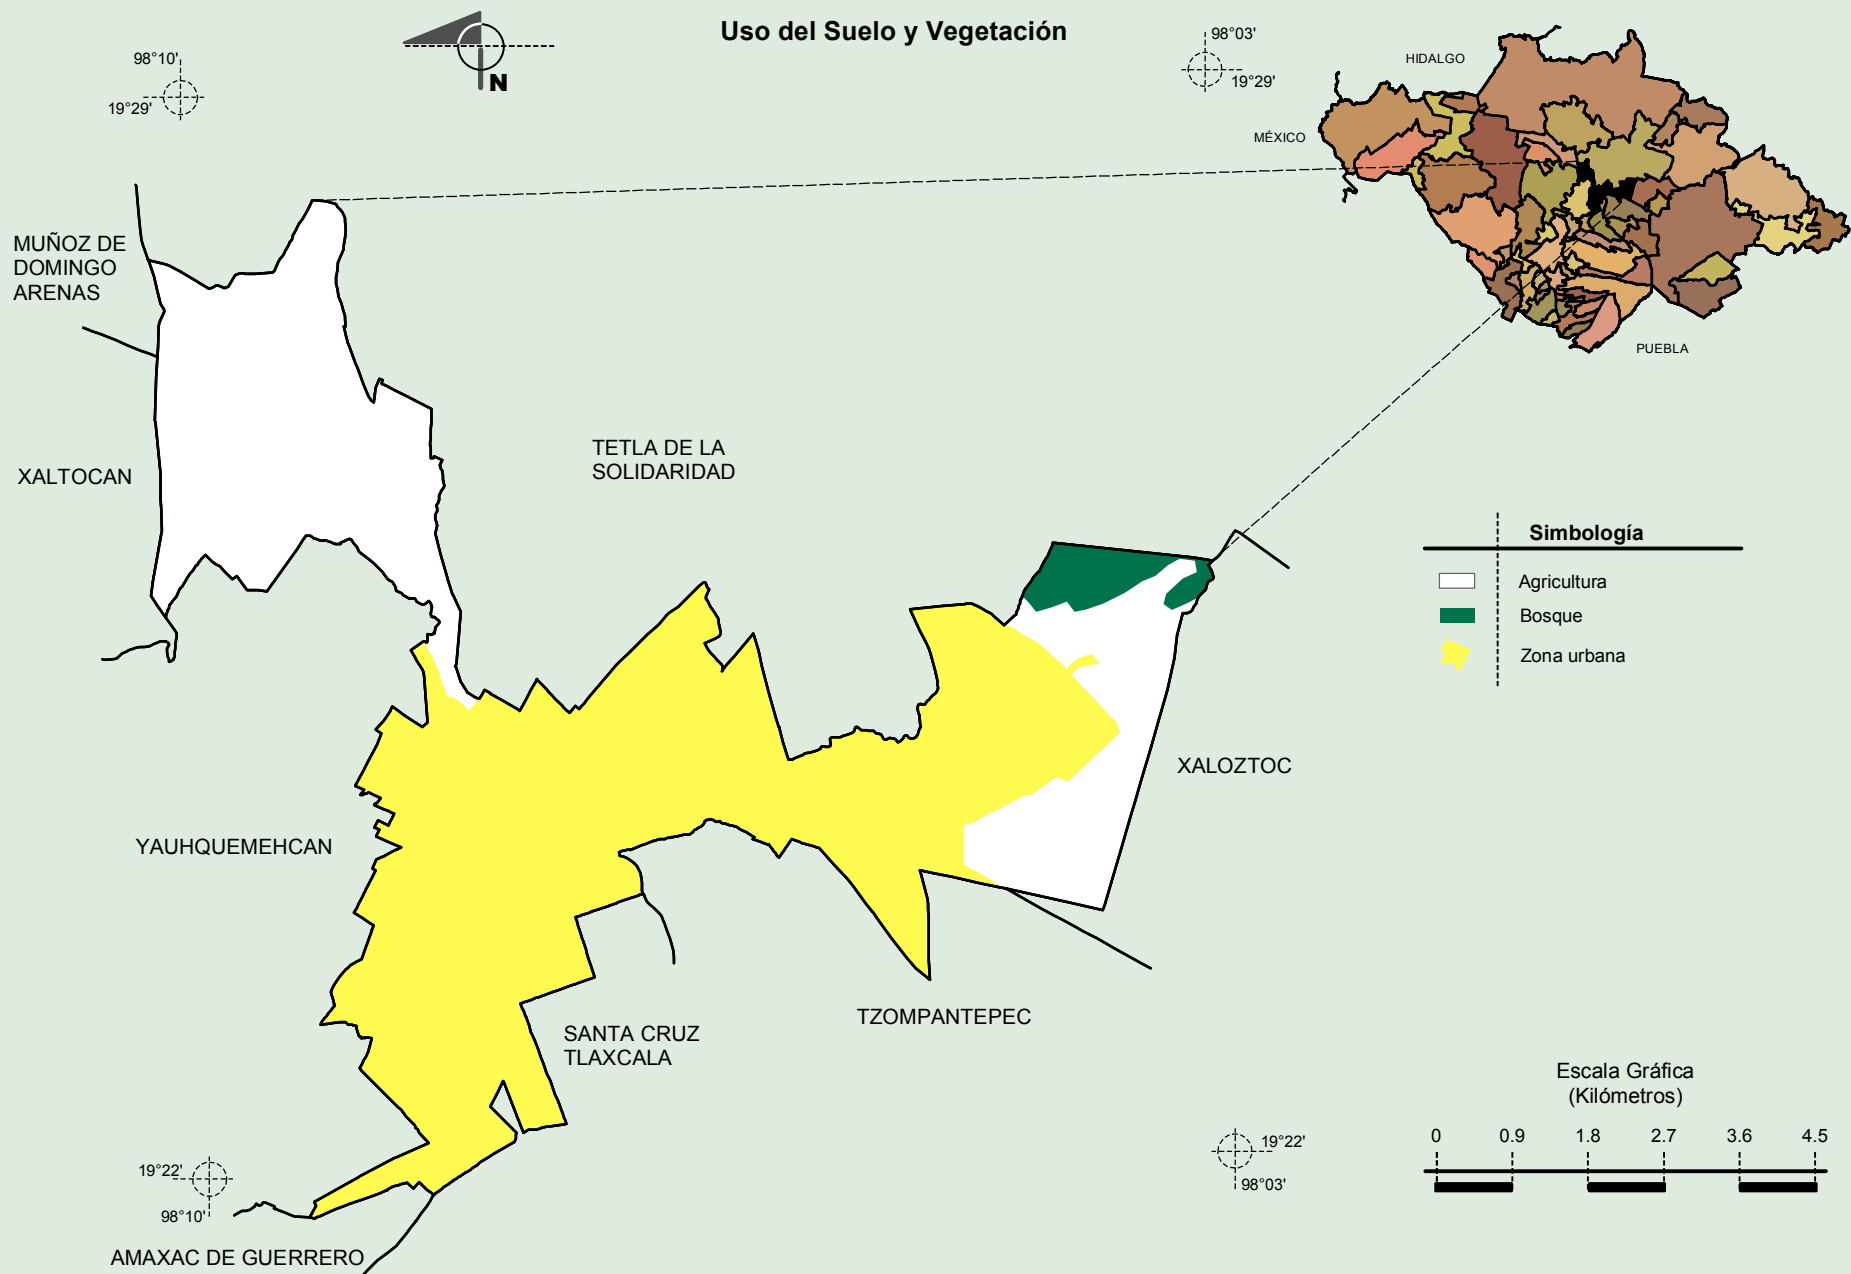 Uso del Suelo y Vegetación
N
98°10'
19°29'
98°03'
19°29'
HIDALGO
MÉXICO
PUEBLA
MUÑOZ DE
DOMINGO
ARENAS
XALTOCAN
TETLA DE LA
SOLIDARIDAD
Simbología
Agricultura
Bosque
Zona urbana
XALOZTOC
YAUHQUEMEHCAN
TZOMPANTEPEC
SANTA CRUZ
TLAXCALA
Escala Gráfica
(Kilómetros)
0 0.9 1.8 2.7 3.6 4.5
19°22'
98°03'
19°22'
98°10'
AMAXAC DE GUERRERO